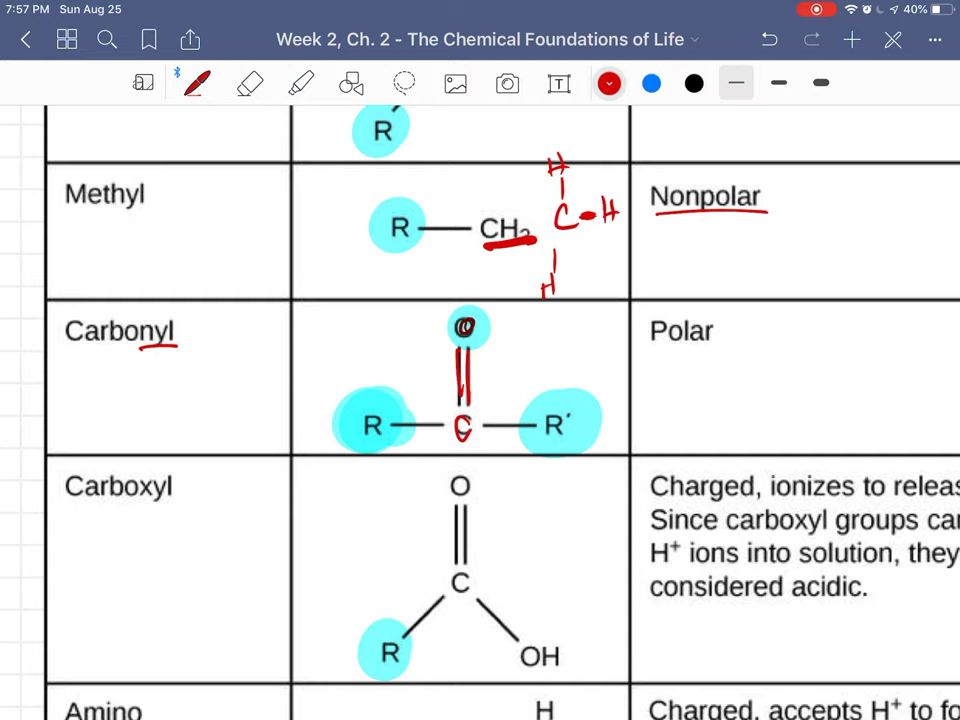 7:57 PM Sun Aug 25
40%
Week 2, Ch. 2 - The Chemical Foundations of Life
T
R
Methyl
R
CH₃
H
C
H
H
Nonpolar
Carbonyl
O
R
C
R′
Polar
Carboxyl
O
C
R
OH
Charged, ionizes to releas
Since carboxyl groups ca
H⁺ ions into solution, they
considered acidic.
Amino
H
Charged, accepts H⁺ to fo